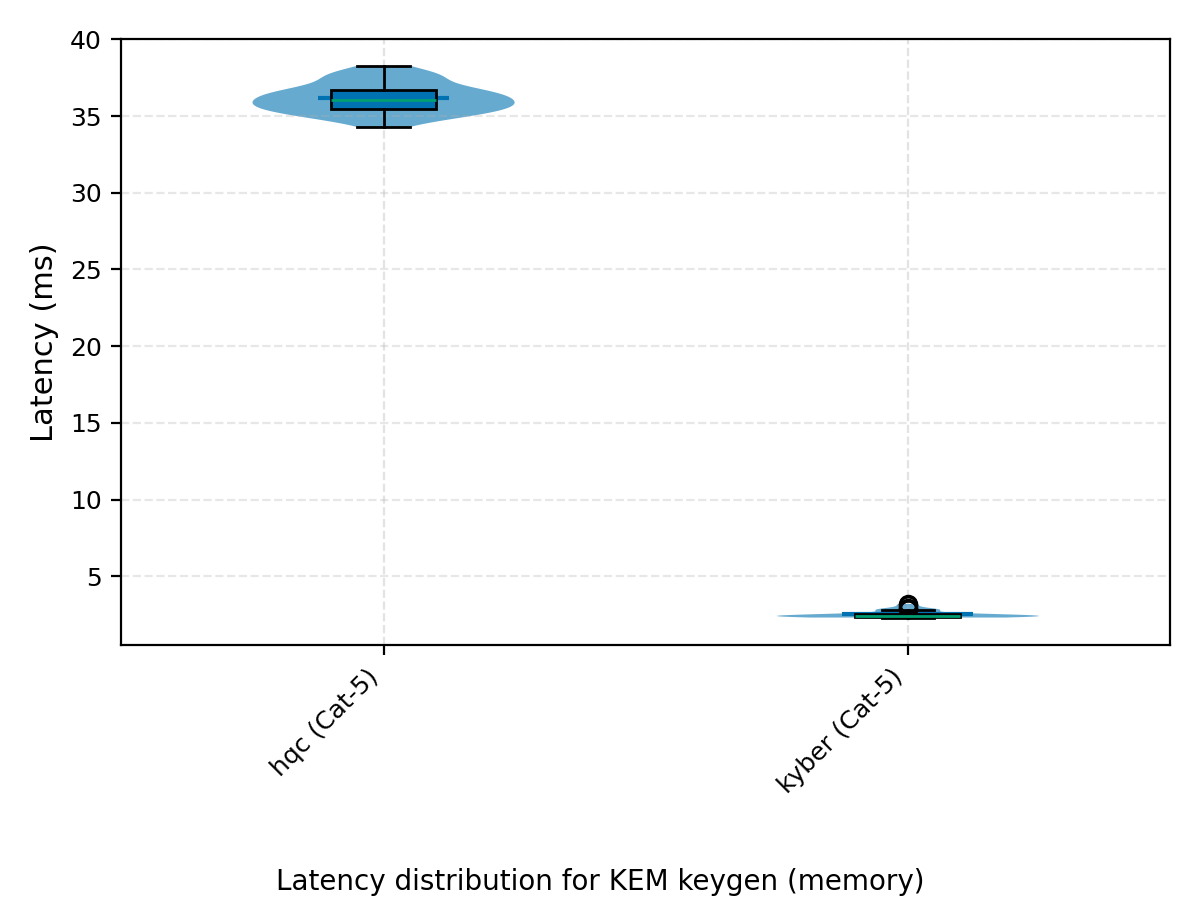 40
35
30
25
20
15
10
5
Latency (ms)
hqc (Cat-5)
kyber (Cat-5)
Latency distribution for KEM keygen (memory)